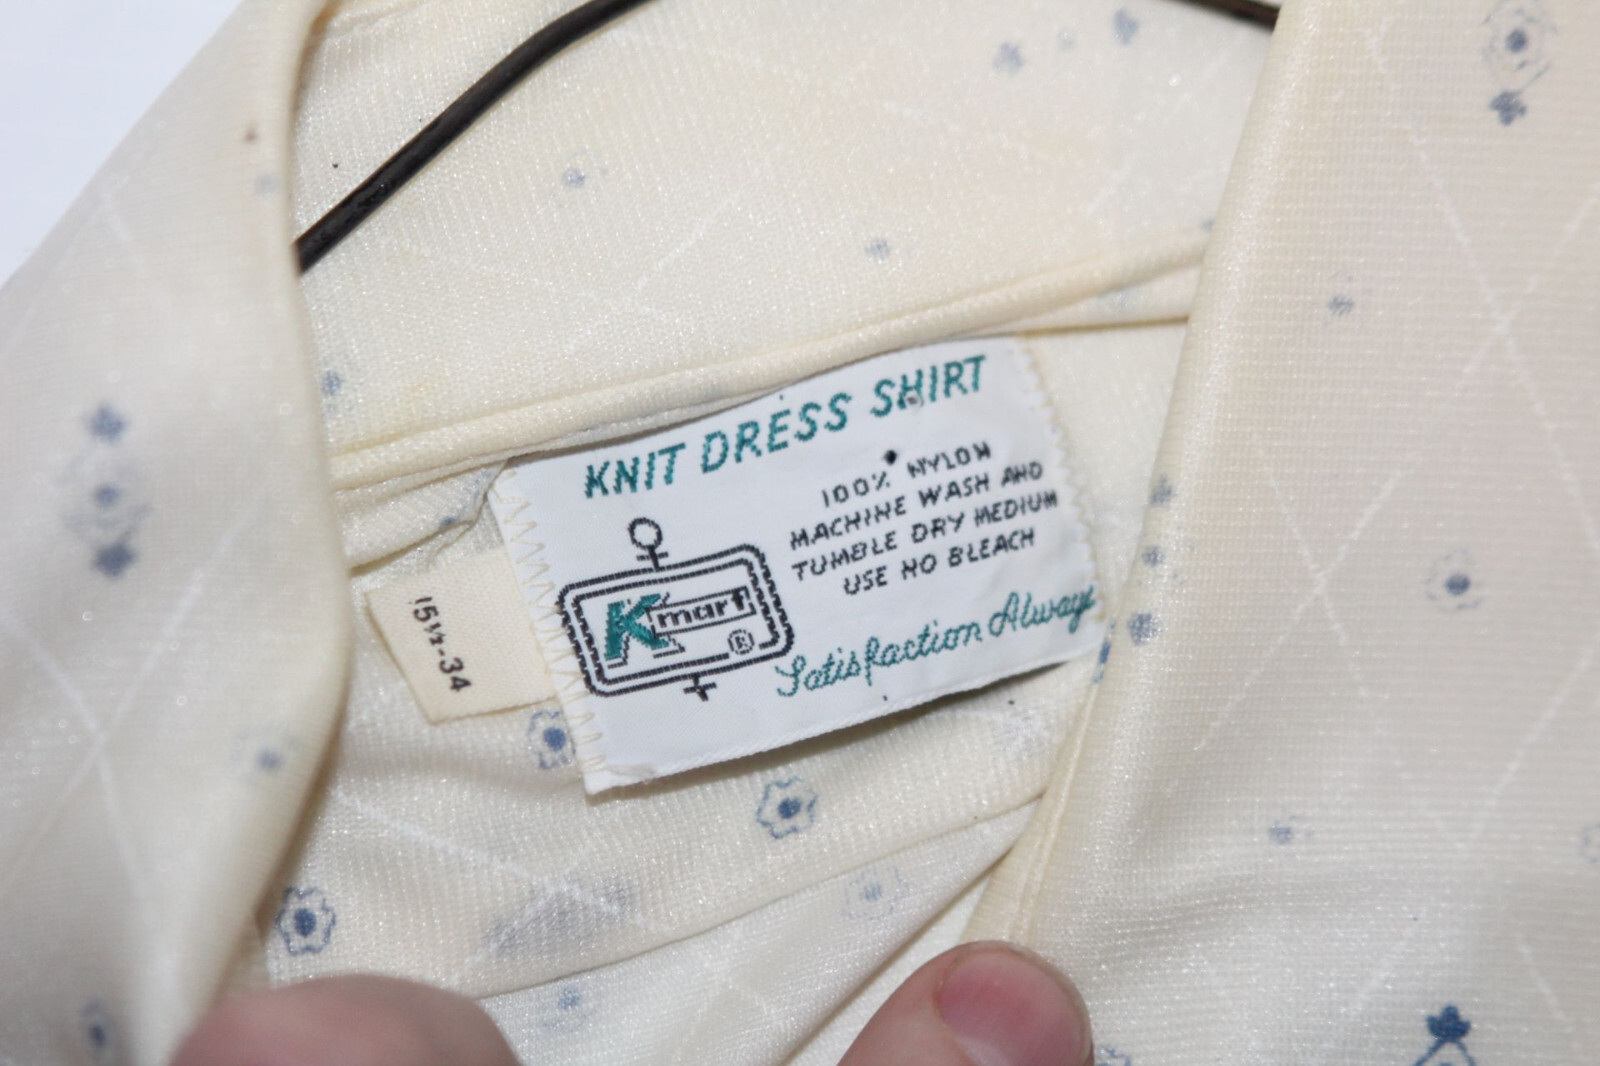 KNIT DRESS SHIRT
100% NYLON
MACHINE WASH AND
TUMBLE DRY MEDIUM
USE NO BLEACH
Kmart ®
Satisfaction Always
15½-34